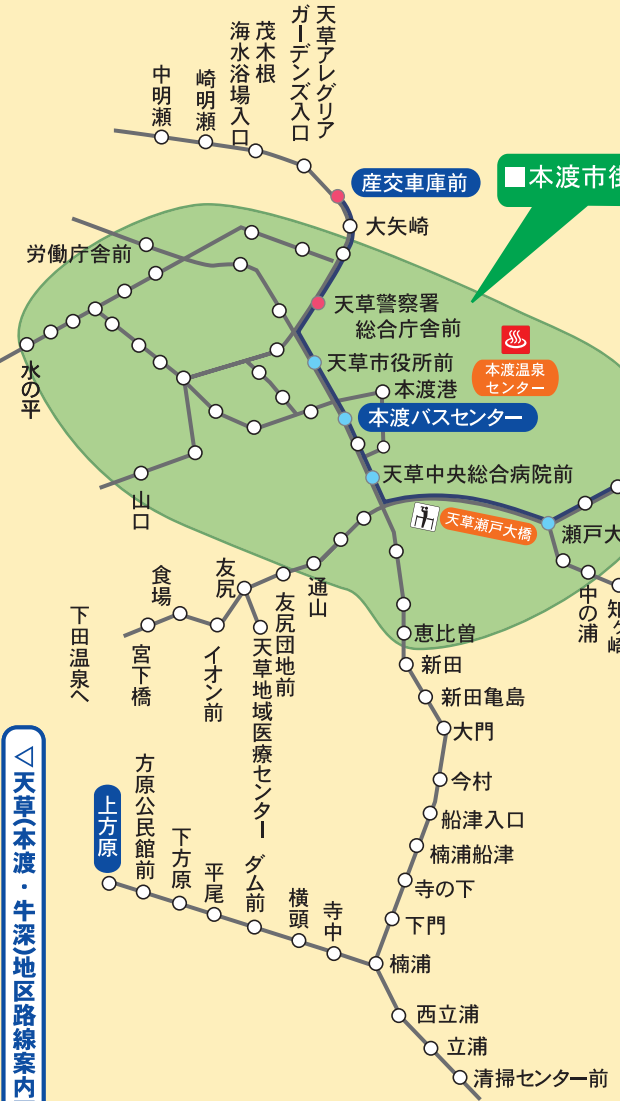 天草アレグリア
ガーデンズ入口
茂木根
海水浴場入口
崎明瀬
中明瀬
産交車庫前
■本渡市街
大矢崎
労働庁舎前
天草警察署
総合庁舎前
天草市役所前
本渡温泉
センター
水の平
本渡港
本渡バスセンター
天草中央総合病院前
山口
天草瀬戸大橋
瀬戸大
友尻
通山
食場
友尻団地前
中の浦
知ケ崎
下田温泉へ
宮下橋
イオン前
天草地域医療センター
恵比曽
新田
新田亀島
大門
◁天草(本渡・牛深)地区路線案内
上方原
方原公民館前
下方原
平尾
ダム前
横頭
寺中
今村
船津入口
楠浦船津
寺の下
下門
楠浦
西立浦
立浦
清掃センター前